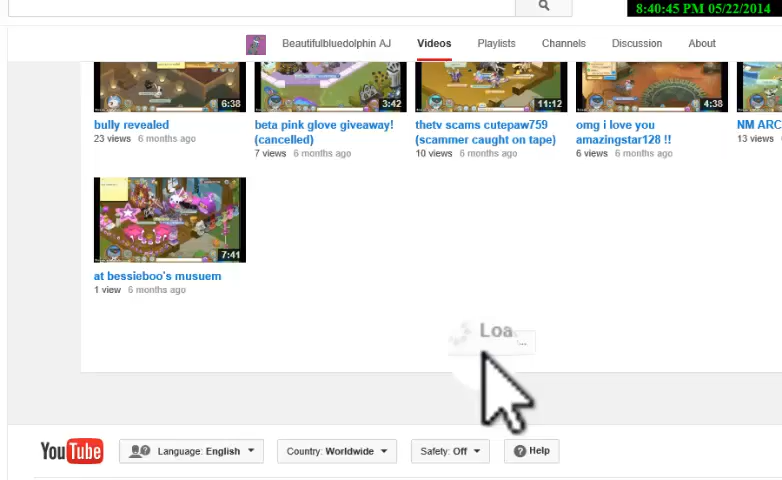 8:40:45 PM 05/22/2014
Beautifulbluedolphin AJ Videos Playlists Channels Discussion About
6:38 3:42 11:12 4:38
bully revealed
23 views 6 months ago
beta pink glove giveaway!
(cancelled)
7 views 6 months ago
thetv scams cutepaw759
(scammer caught on tape)
10 views 6 months ago
omg i love you
amazingstar128 !!
6 views 6 months ago
NM ARC
13 views
7:41
at bessieboo's musuem
1 view 6 months ago
Loa ...
YouTube Language: English Country: Worldwide Safety: Off Help